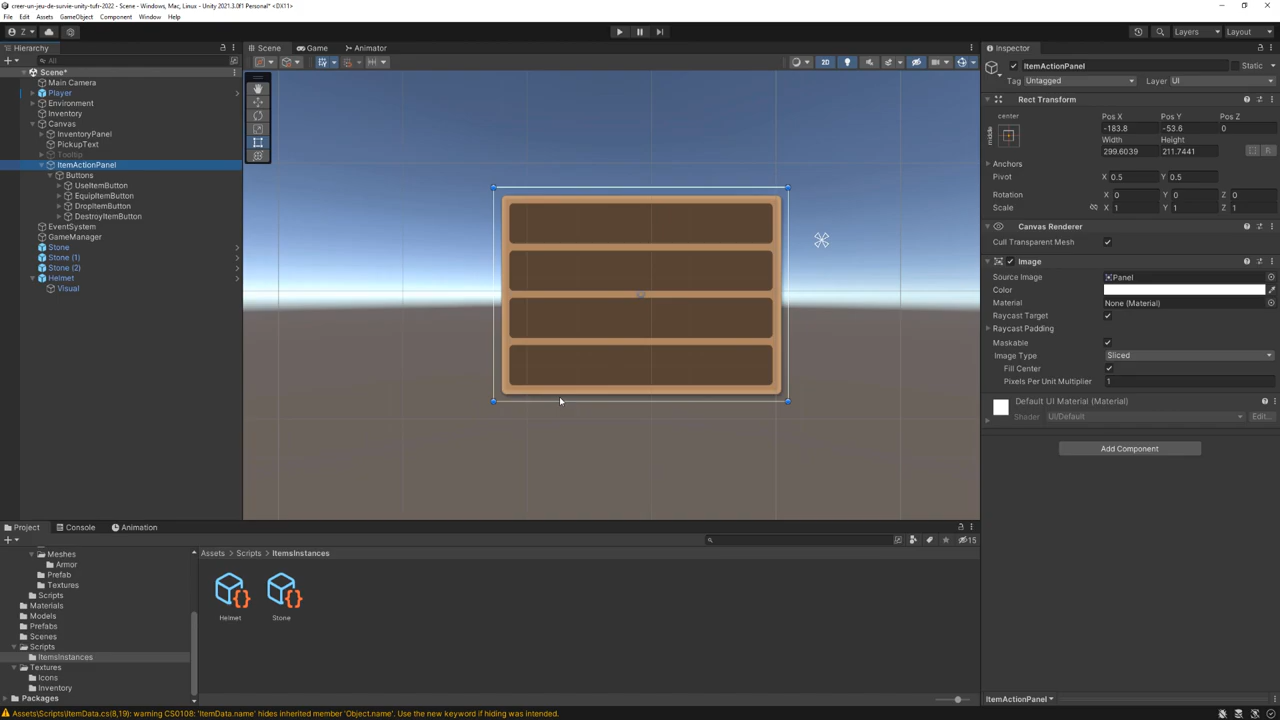 creer-un-jeu-de-survie-unity-tufr-2022 - Scene - Windows, Mac, Linux - Unity 2021.3.0f1 Personal* <DX11>
File Edit Assets GameObject Component Window Help
Z Layers Layout
Hierarchy Scene Game Animator Inspector
All ItemActionPanel Static
Scene* Tag Untagged Layer UI
Main Camera
Player Rect Transform
Environment
Inventory center Pos X Pos Y Pos Z
Canvas middle -183.8 -53.6 0
InventoryPanel Width Height
PickupText 299.6039 211.7441 R
Tooltip
ItemActionPanel Anchors
Buttons Pivot X 0.5 Y 0.5
UseItemButton
EquipItemButton Rotation X 0 Y 0 Z 0
DropItemButton Scale X 1 Y 1 Z 1
DestroyItemButton
EventSystem Canvas Renderer
GameManager Cull Transparent Mesh
Stone
Stone (1) Image
Stone (2) Source Image Panel
Helmet Color
Visual Material None (Material)
Raycast Target
Raycast Padding
Maskable
Image Type Sliced
Fill Center
Pixels Per Unit Multiplier 1
Default UI Material (Material)
Shader UI/Default Edit...
Add Component
2D
Project Console Animation
15
Meshes Assets > Scripts > ItemsInstances
Armor
Prefab
Textures
Scripts
Materials
Models Helmet Stone
Prefabs
Scenes
Scripts
ItemsInstances
Textures
Icons
Inventory
Packages ItemActionPanel
Assets\Scripts\ItemData.cs(8,19): warning CS0108: 'ItemData.name' hides inherited member 'Object.name'. Use the new keyword if hiding was intended.